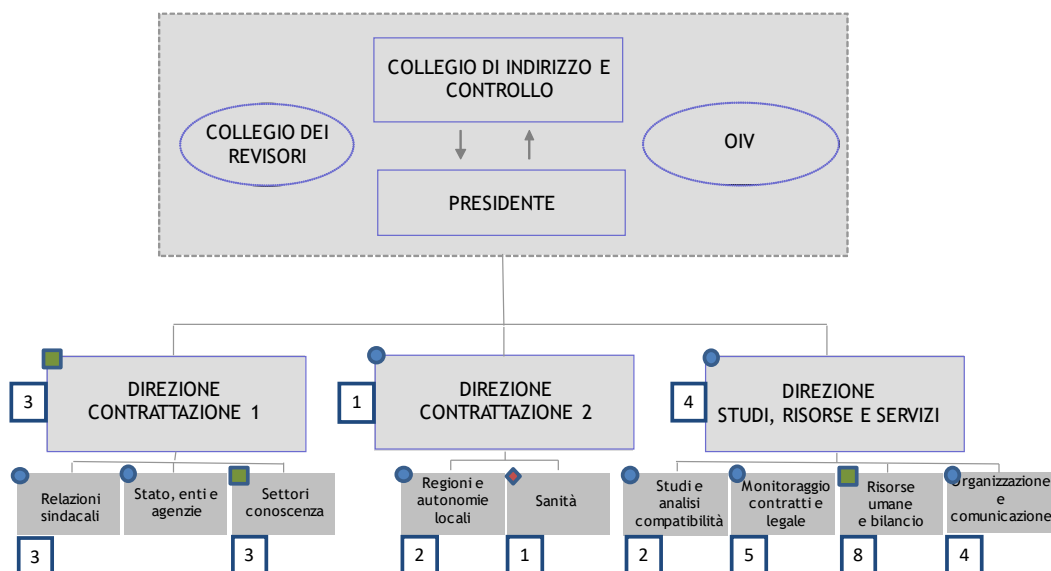 COLLEGIO DI INDIRIZZO E
CONTROLLO
COLLEGIO DEI
REVISORI
OIV
PRESIDENTE
3
DIREZIONE
CONTRATTAZIONE 1
1
DIREZIONE
CONTRATTAZIONE 2
4
DIREZIONE
STUDI, RISORSE E SERVIZI
Relazioni
sindacali
Stato, enti e
agenzie
Settori
conoscenza
Regioni e
autonomie
locali
Sanità
Studi e
analisi
compatibilità
Monitoraggio
contratti e
legale
Risorse
umane
e bilancio
Organizzazione
e
comunicazione
3
3
2
1
2
5
8
4